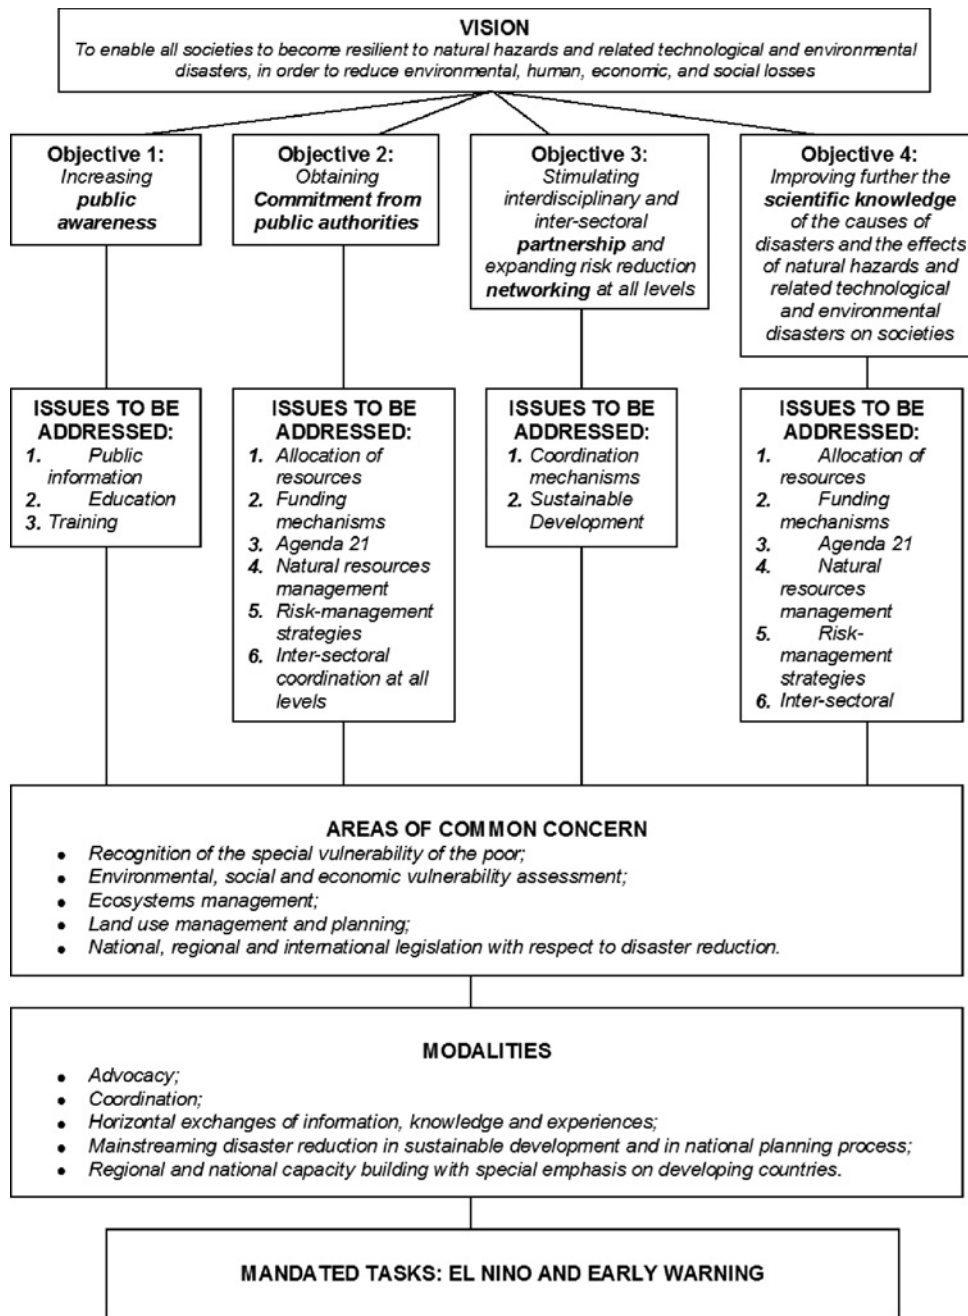 VISION
To enable all societies to become resilient to natural hazards and related technological and environmental
disasters, in order to reduce environmental, human, economic, and social losses
Objective 1:
Increasing
public
awareness
Objective 2:
Obtaining
Commitment from
public authorities
Objective 3:
Stimulating
interdisciplinary and
inter-sectoral
partnership and
expanding risk reduction
networking at all levels
Objective 4:
Improving further the
scientific knowledge
of the causes of
disasters and the effects
of natural hazards and
related technological
and environmental
disasters on societies
ISSUES TO BE
ADDRESSED:
1. Public
information
2. Education
3. Training
ISSUES TO BE
ADDRESSED:
1. Allocation of
resources
2. Funding
mechanisms
3. Agenda 21
4. Natural resources
management
5. Risk-management
strategies
6. Inter-sectoral
coordination at all
levels
ISSUES TO BE
ADDRESSED:
1. Coordination
mechanisms
2. Sustainable
Development
ISSUES TO BE
ADDRESSED:
1. Allocation of
resources
2. Funding
mechanisms
3. Agenda 21
4. Natural
resources
management
5. Risk-
management
strategies
6. Inter-sectoral
AREAS OF COMMON CONCERN
• Recognition of the special vulnerability of the poor;
• Environmental, social and economic vulnerability assessment;
• Ecosystems management;
• Land use management and planning;
• National, regional and international legislation with respect to disaster reduction.
MODALITIES
• Advocacy;
• Coordination;
• Horizontal exchanges of information, knowledge and experiences;
• Mainstreaming disaster reduction in sustainable development and in national planning process;
• Regional and national capacity building with special emphasis on developing countries.
MANDATED TASKS: EL NINO AND EARLY WARNING